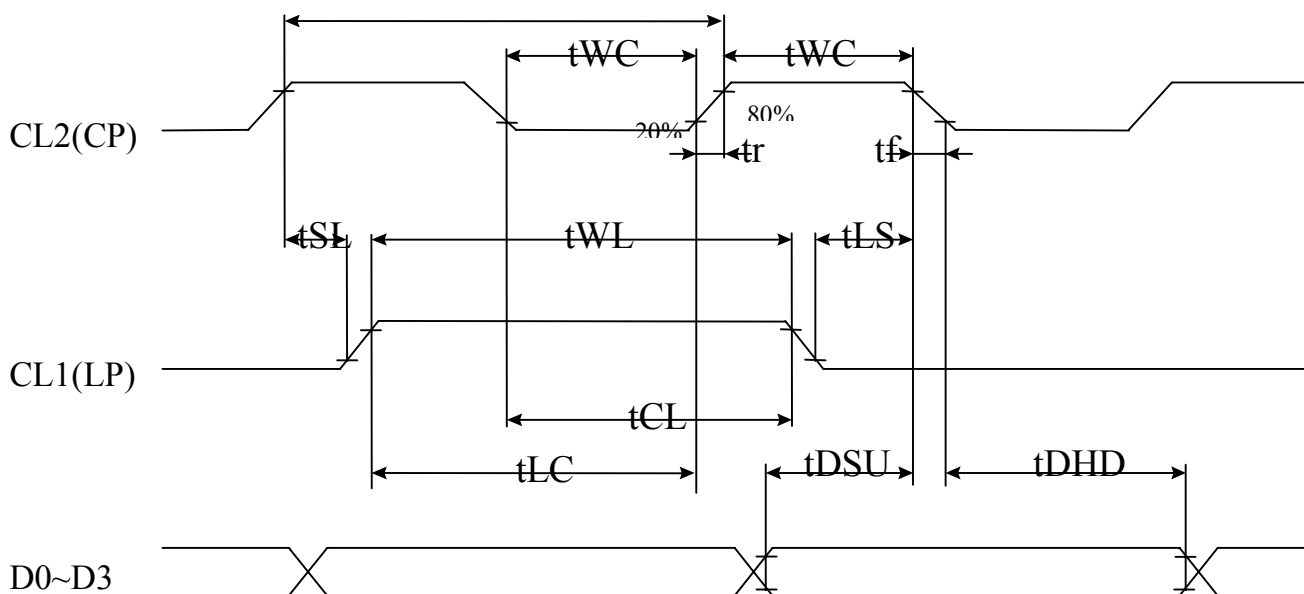 tWC tWC
CL2(CP) 20% 80%
tr tf
tSL tWL tLS
CL1(LP)
tCL
tLC tDSU tDHD
D0~D3